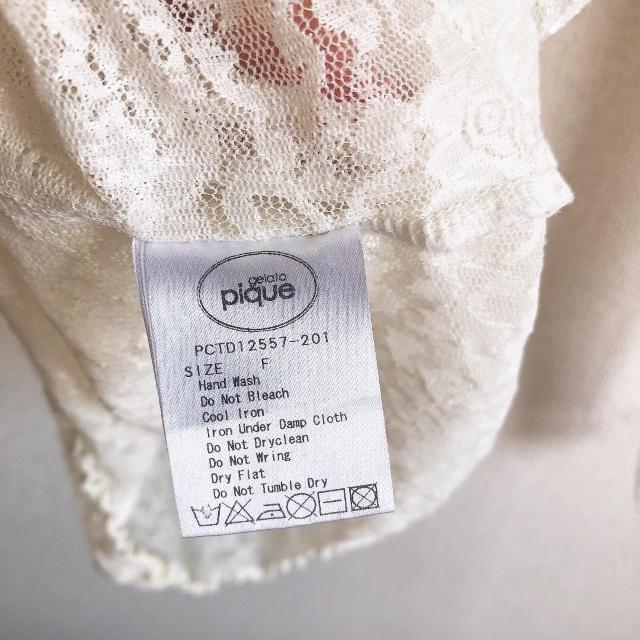 gelato
pique
PCTD12557-201
SIZE F
Hand Wash
Do Not Bleach
Cool Iron
Iron Under Damp Cloth
Do Not Dryclean
Do Not Wring
Dry Flat
Do Not Tumble Dry